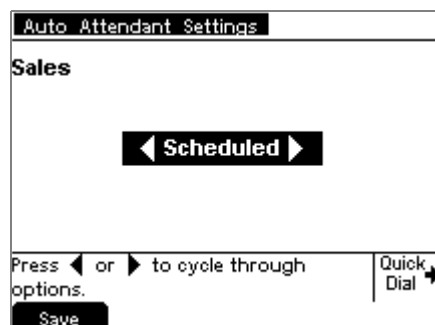 Auto Attendant Settings
Sales
Scheduled
Press ◀ or ▶ to cycle through
options.
Quick
Dial
Save